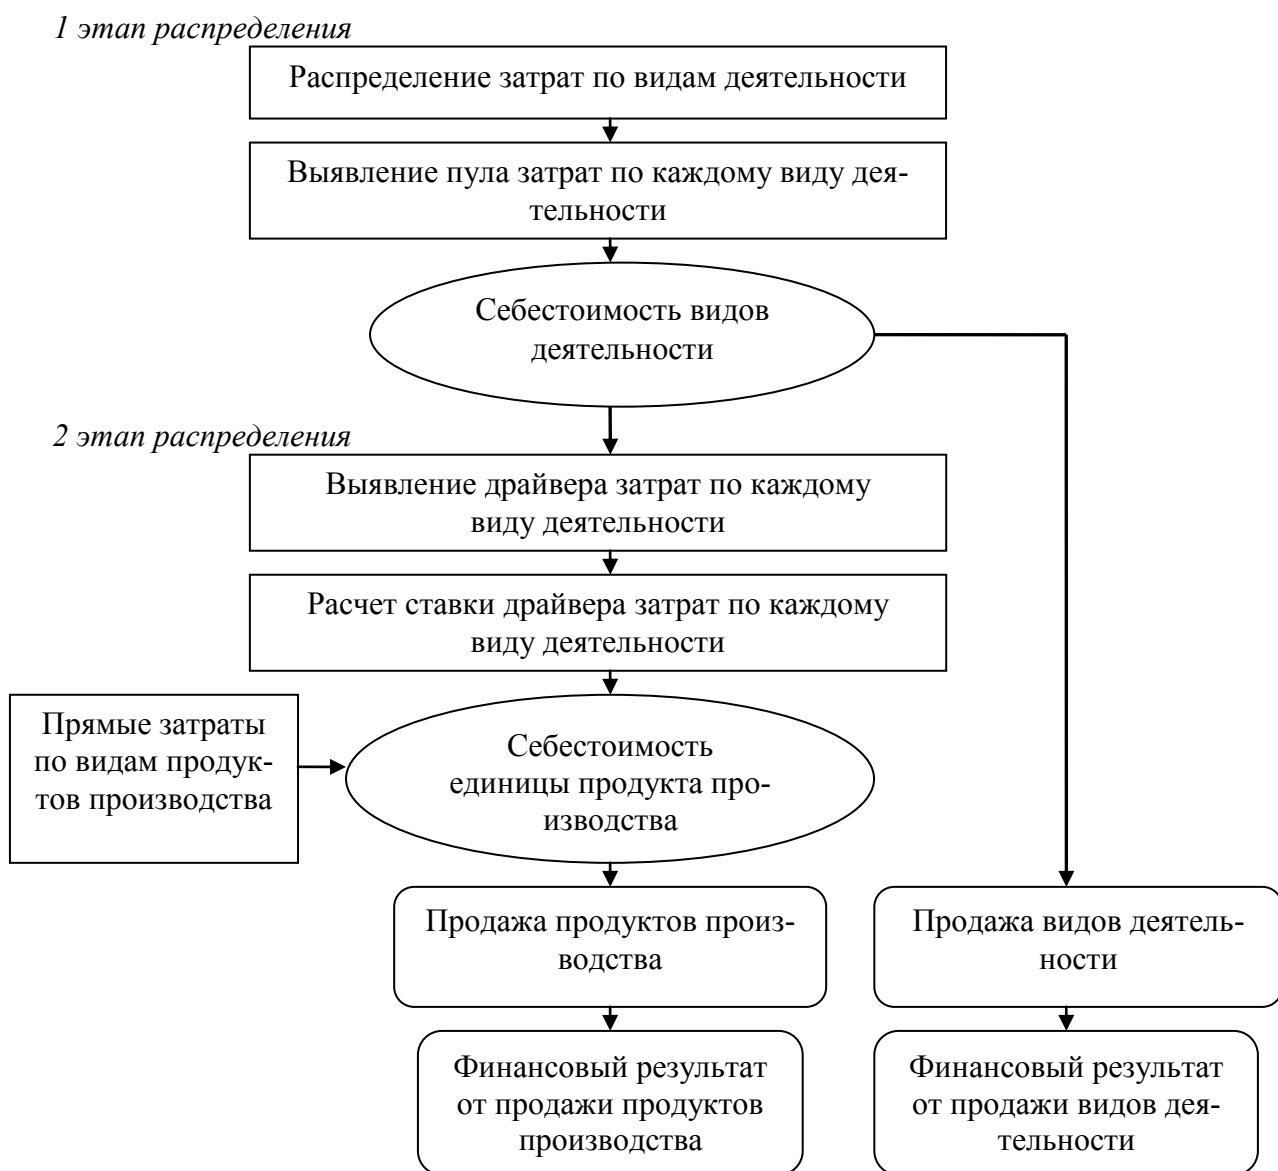 1 этап распределения
Распределение затрат по видам деятельности
Выявление пула затрат по каждому виду дея-
тельности
Себестоимость видов
деятельности
2 этап распределения
Выявление драйвера затрат по каждому
виду деятельности
Расчет ставки драйвера затрат по каждому
виду деятельности
Прямые затраты
по видам продук-
тов производства
Себестоимость
единицы продукта про-
изводства
Продажа продуктов произ-
водства
Продажа видов деятель-
ности
Финансовый результат
от продажи продуктов
производства
Финансовый результат
от продажи видов дея-
тельности